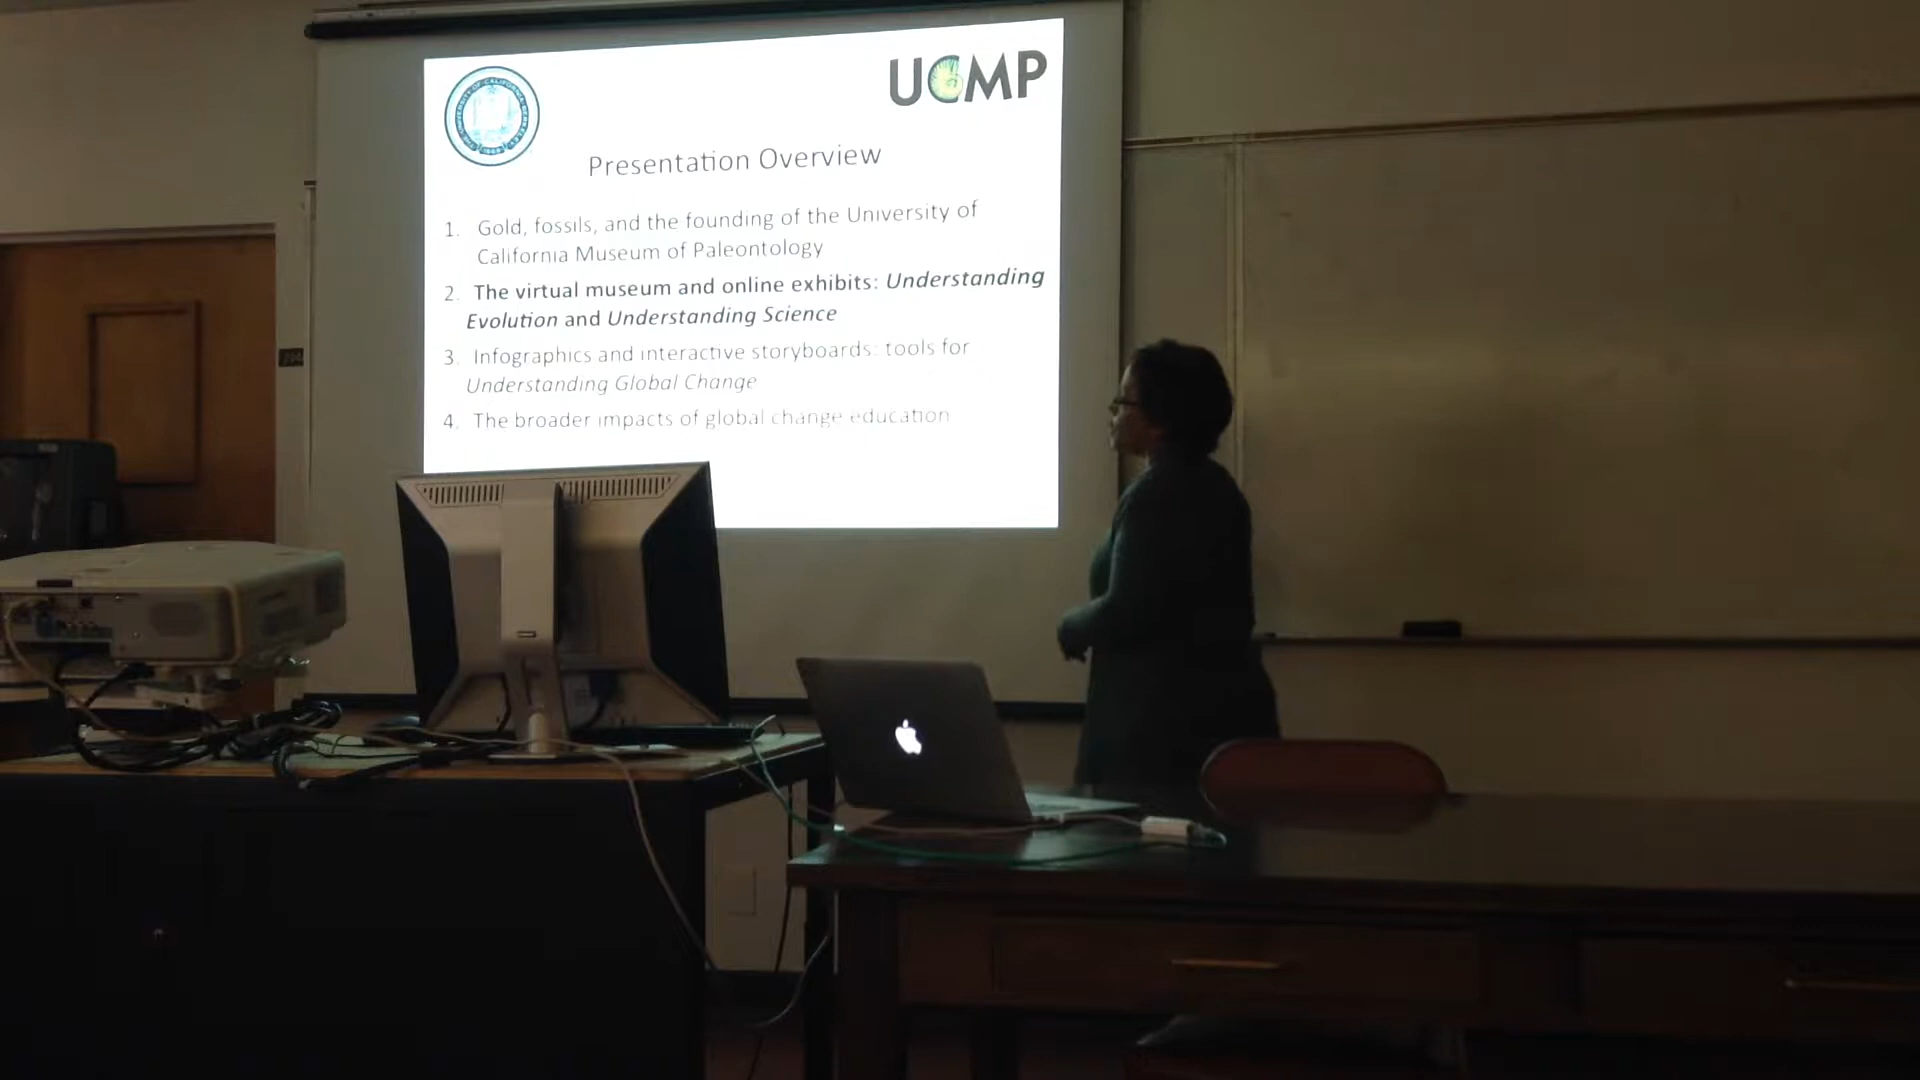 UCMP
Presentation Overview
1. Gold, fossils, and the founding of the University of
California Museum of Paleontology
2. The virtual museum and online exhibits: Understanding
Evolution and Understanding Science
3. Infographics and interactive storyboards: tools for
Understanding Global Change
4. The broader impacts of global change education